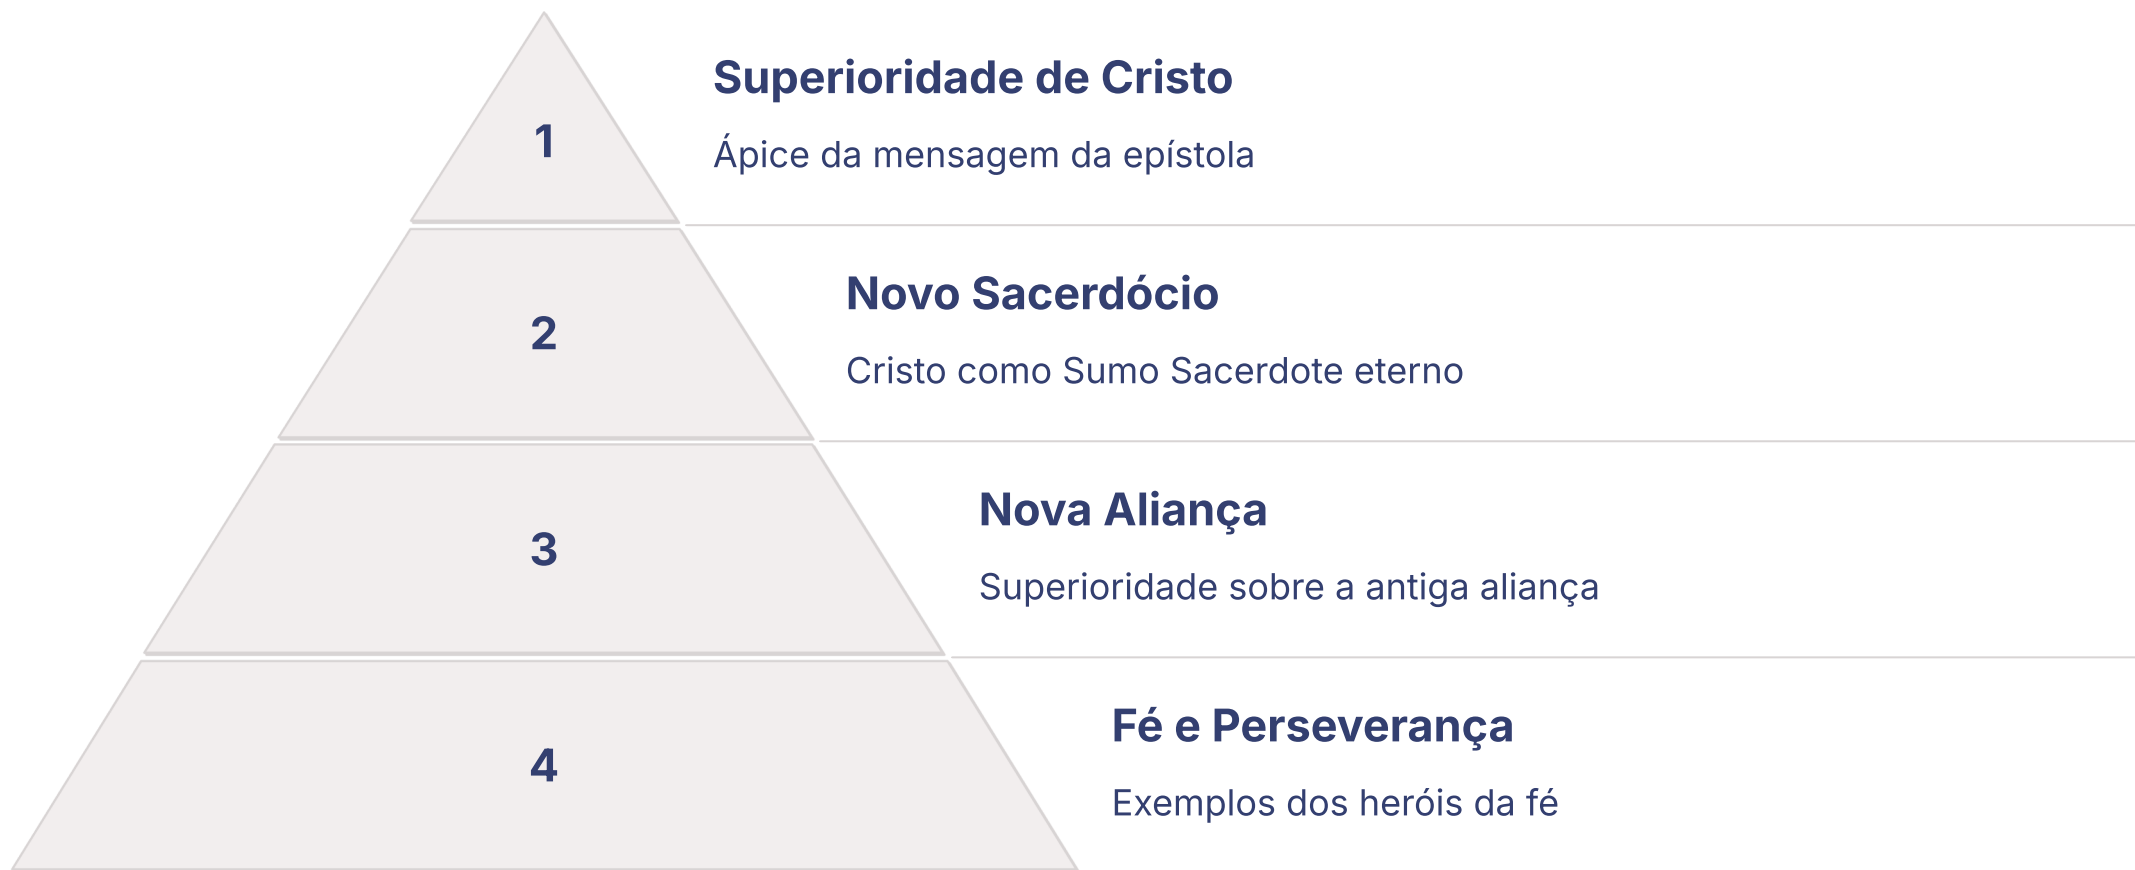 1
Superioridade de Cristo
Ápice da mensagem da epístola
2
Novo Sacerdócio
Cristo como Sumo Sacerdote eterno
3
Nova Aliança
Superioridade sobre a antiga aliança
4
Fé e Perseverança
Exemplos dos heróis da fé